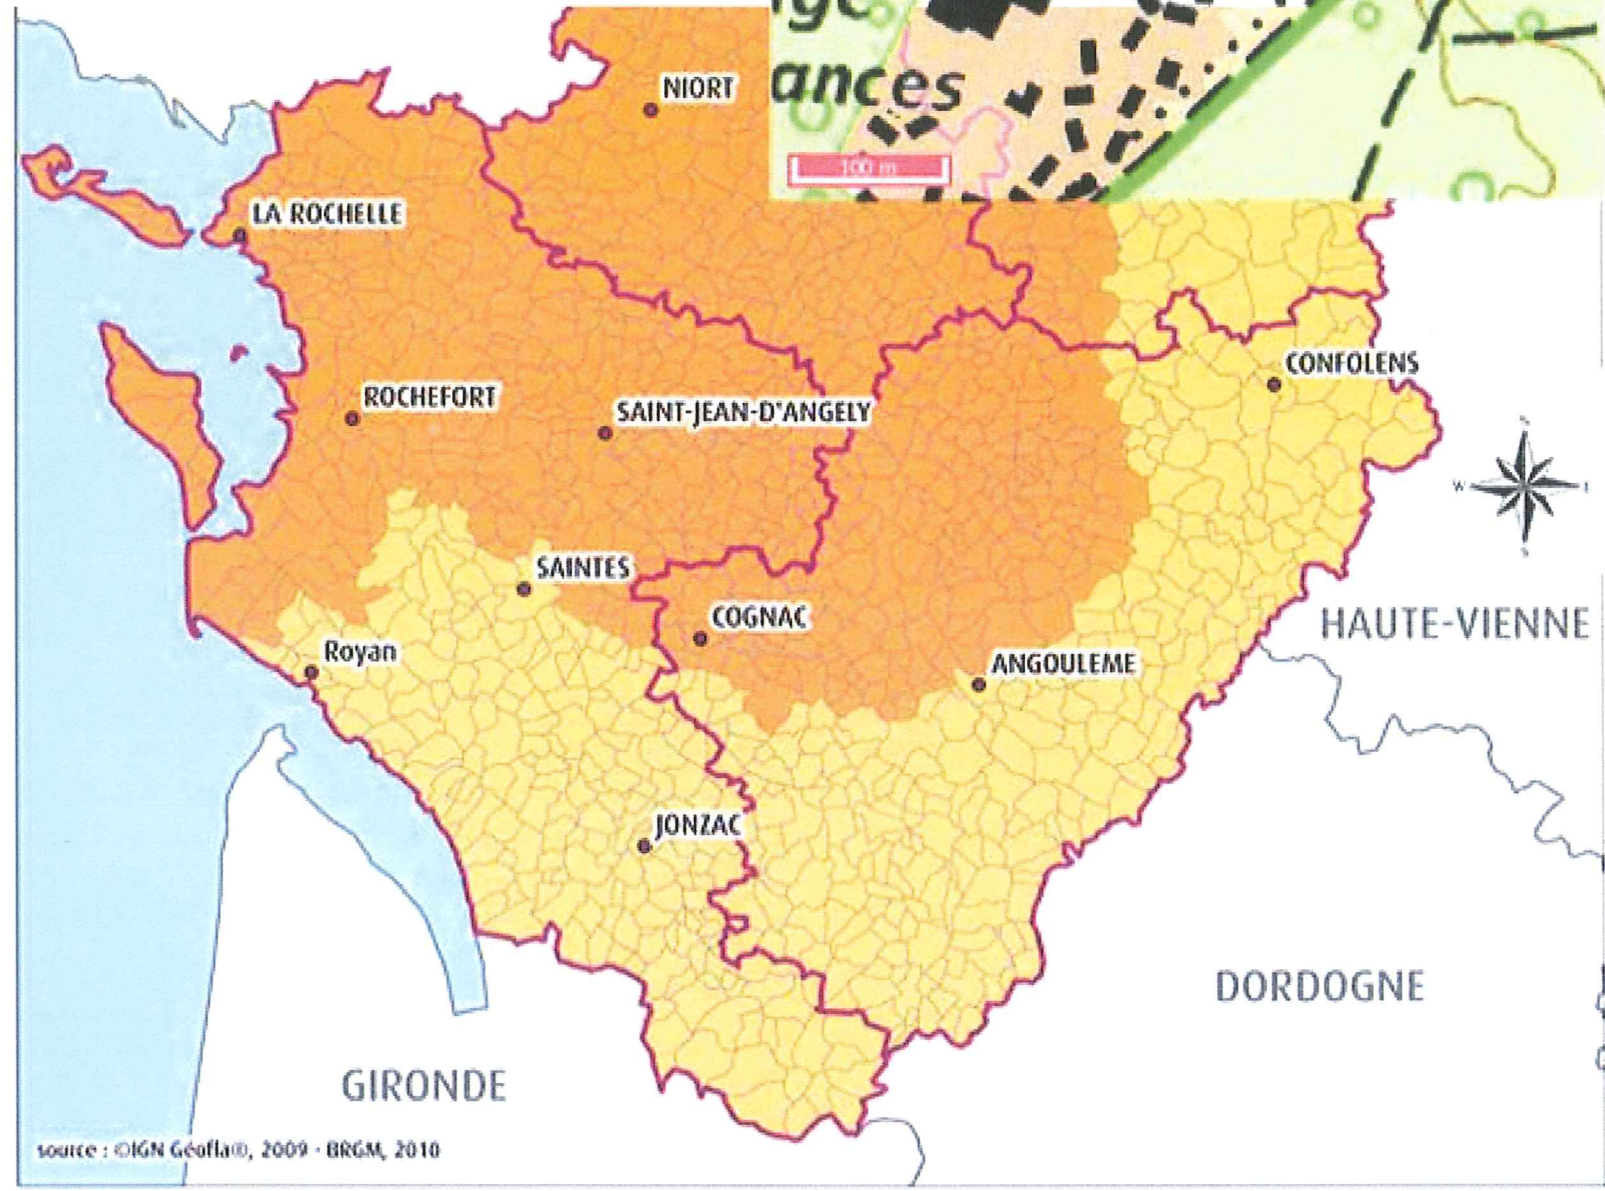 NIORT
ances
100 m
LA ROCHELLE
CONFOLENS
ROCHEFORT
SAINT-JEAN-D'ANGELY
W
E
S
SAINTES
COGNAC
HAUTE-VIENNE
Royan
ANGOULEME
JONZAC
DORDOGNE
GIRONDE
source : ©IGN Géofla®, 2009 - BRGM, 2010